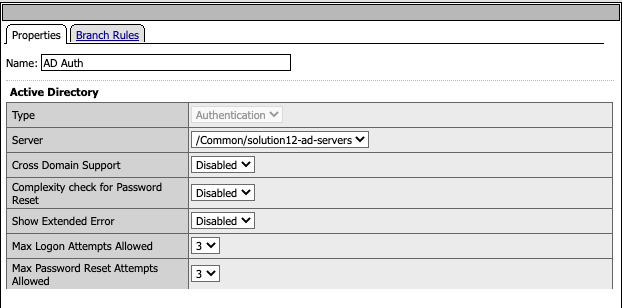 Properties Branch Rules
Name: AD Auth
Active Directory
Type Authentication
Server /Common/solution12-ad-servers
Cross Domain Support Disabled
Complexity check for Password
Reset Disabled
Show Extended Error Disabled
Max Logon Attempts Allowed 3
Max Password Reset Attempts
Allowed 3